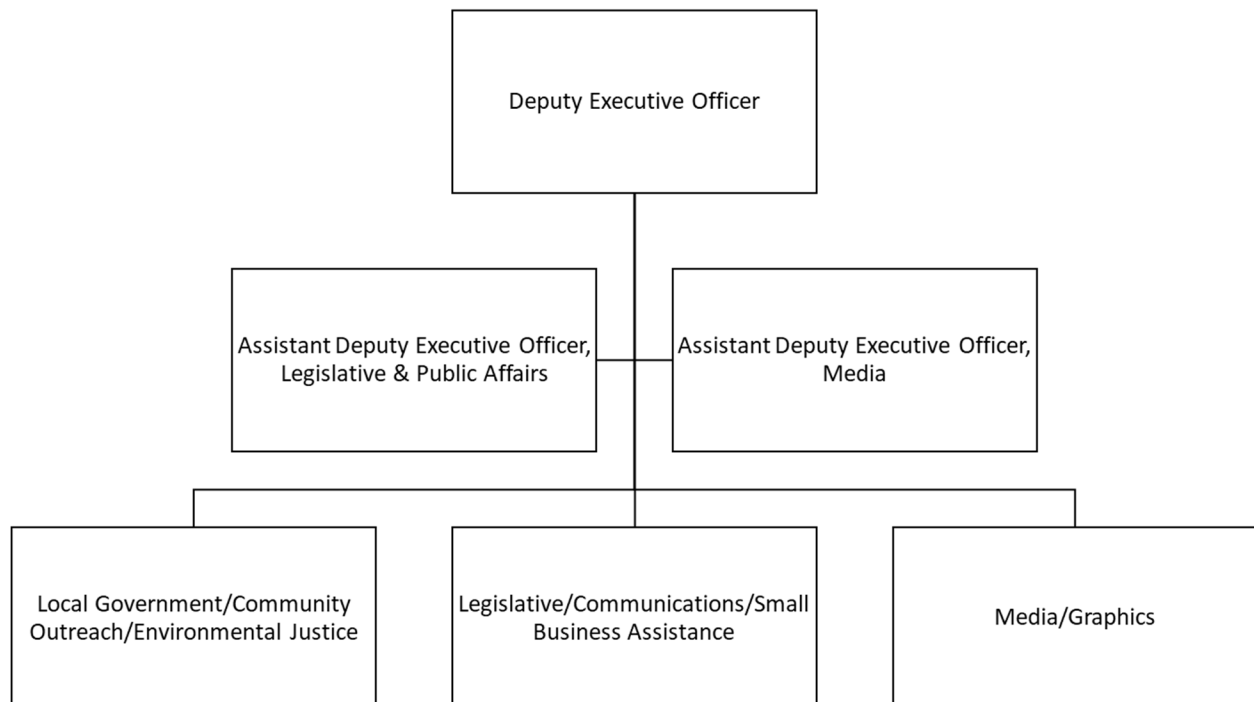 Deputy Executive Officer
Assistant Deputy Executive Officer,
Legislative & Public Affairs
Assistant Deputy Executive Officer,
Media
Local Government/Community
Outreach/Environmental Justice
Legislative/Communications/Small
Business Assistance
Media/Graphics